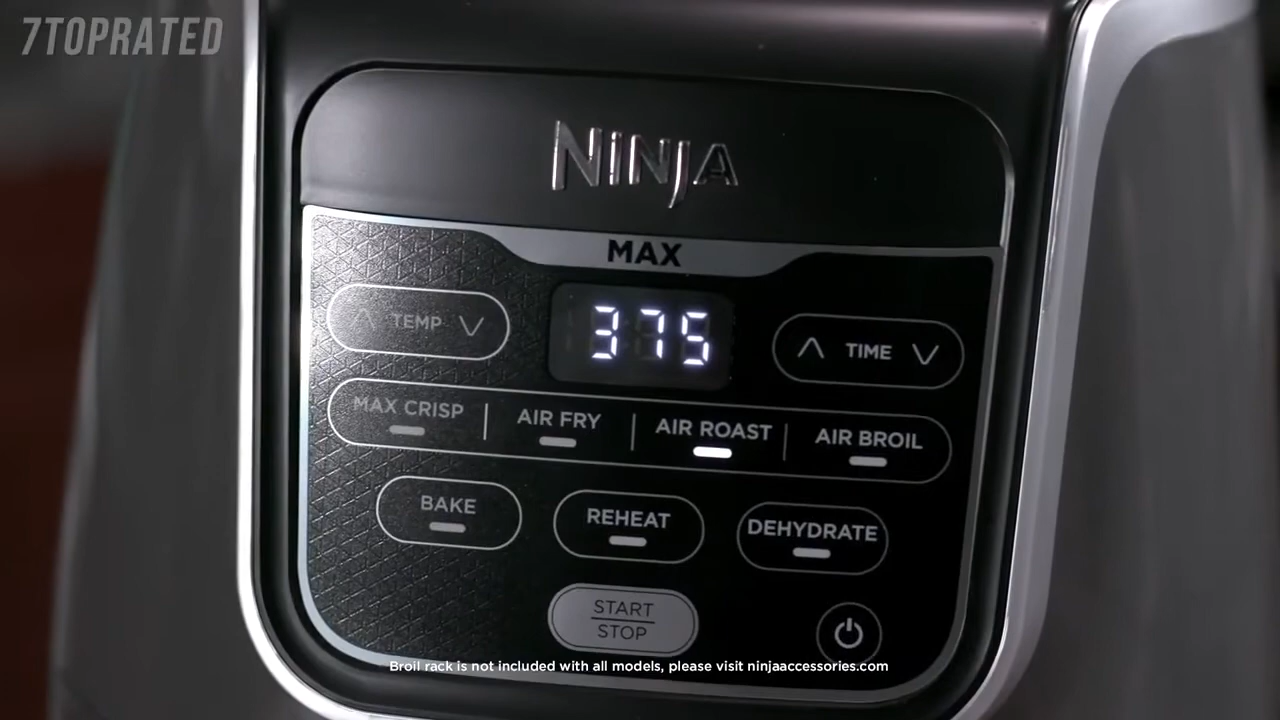 7TOPRATED
NINJA
MAX
TEMP
375
TIME
MAX CRISP
AIR FRY
AIR ROAST
AIR BROIL
BAKE
REHEAT
DEHYDRATE
START
STOP
Broil rack is not included with all models, please visit ninjaaccessories.com